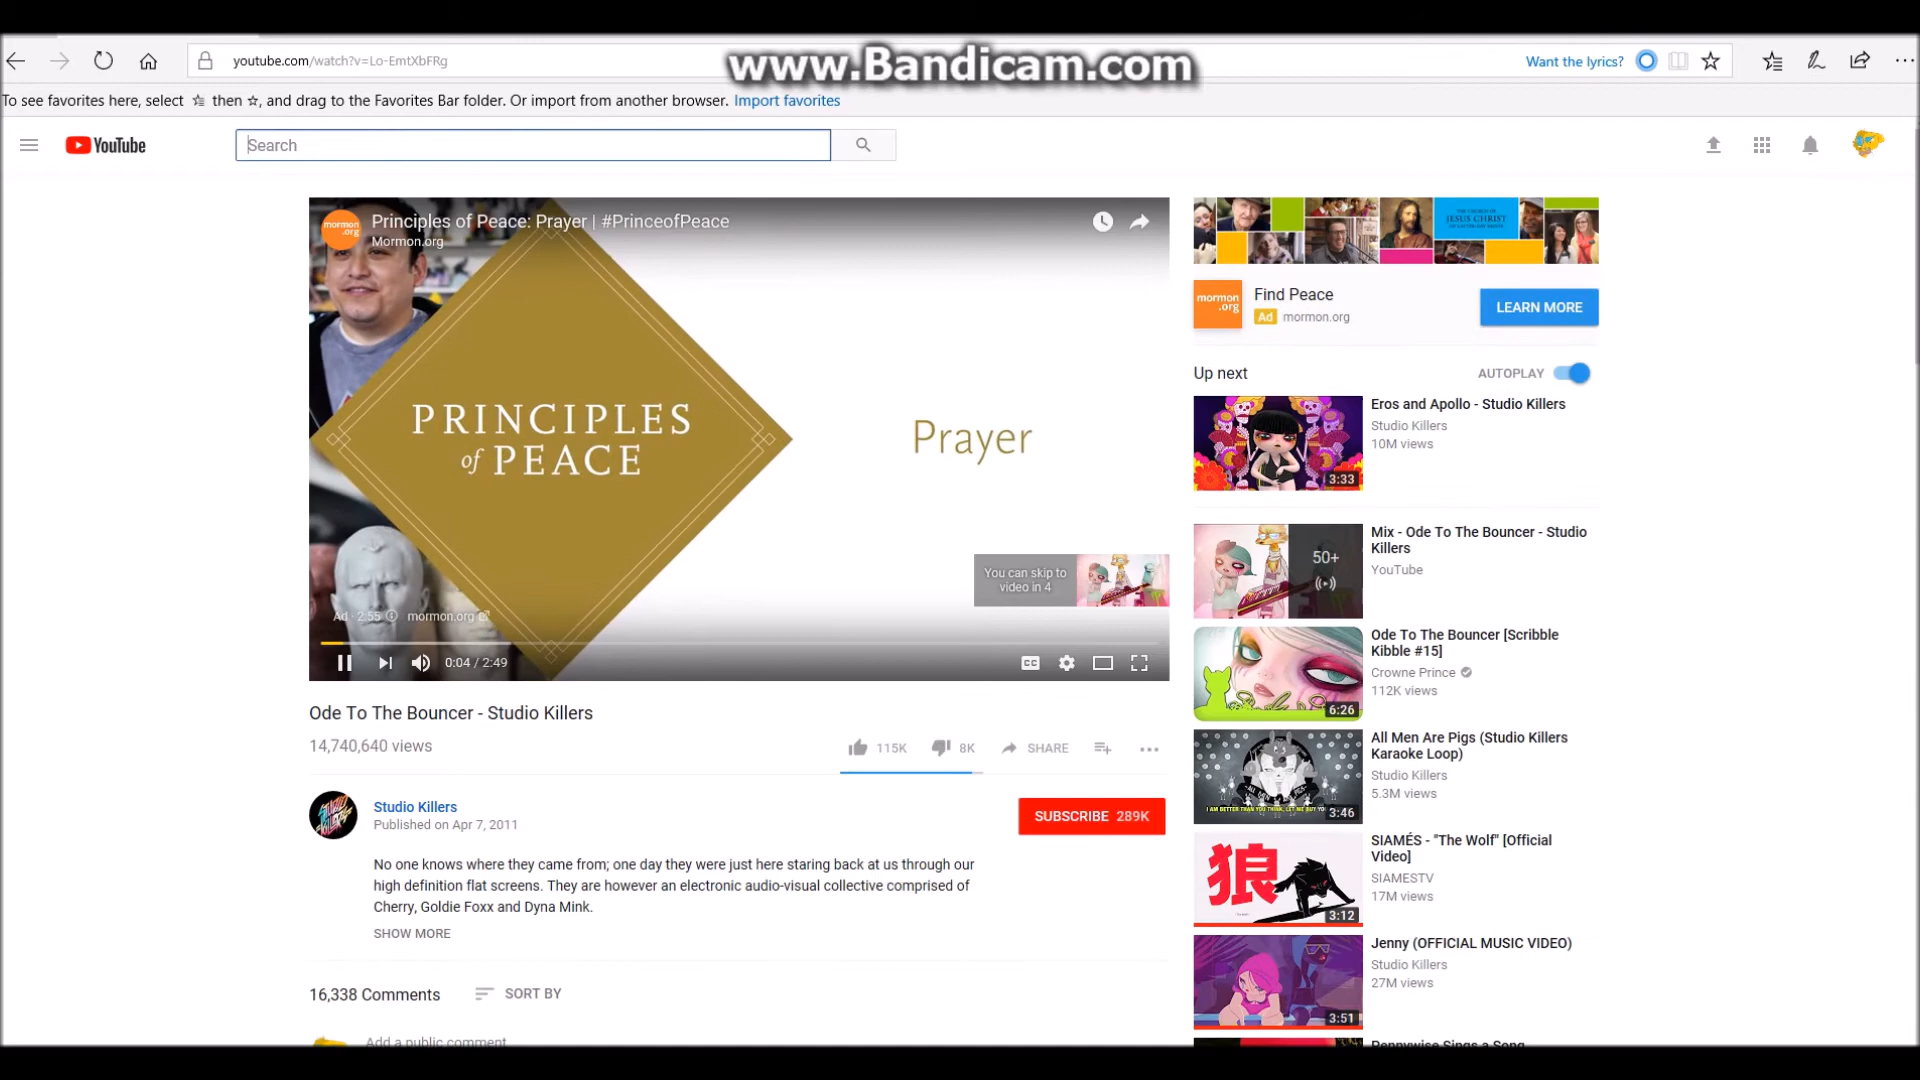 www.Bandicam.com
youtube.com/watch?v=Lo-EmtXbFRg
Want the lyrics?
To see favorites here, select ☆ then ☆, and drag to the Favorites Bar folder. Or import from another browser. Import favorites
YouTube
Search
mormon.org
Principles of Peace: Prayer | #PrinceofPeace
Mormon.org
PRINCIPLES
of PEACE
Prayer
You can skip to
video in 4
Ad · 2:55
mormon.org
0:04 / 2:49
CC
Ode To The Bouncer - Studio Killers
14,740,640 views
115K
8K
SHARE
Studio Killers
Published on Apr 7, 2011
SUBSCRIBE 289K
No one knows where they came from; one day they were just here staring back at us through our
high definition flat screens. They are however an electronic audio-visual collective comprised of
Cherry, Goldie Foxx and Dyna Mink.
SHOW MORE
16,338 Comments
SORT BY
Add a public comment
JESUS CHRIST
mormon
.org
Find Peace
Ad mormon.org
LEARN MORE
Up next
AUTOPLAY
Eros and Apollo - Studio Killers
Studio Killers
10M views
3:33
Mix - Ode To The Bouncer - Studio
Killers
YouTube
50+
Ode To The Bouncer [Scribble
Kibble #15]
Crowne Prince
112K views
6:26
All Men Are Pigs (Studio Killers
Karaoke Loop)
Studio Killers
5.3M views
3:46
SIAMÉS - "The Wolf" [Official
Video]
SIAMESTV
17M views
狼
3:12
Jenny (OFFICIAL MUSIC VIDEO)
Studio Killers
27M views
3:51
Pennywise Sings a Song